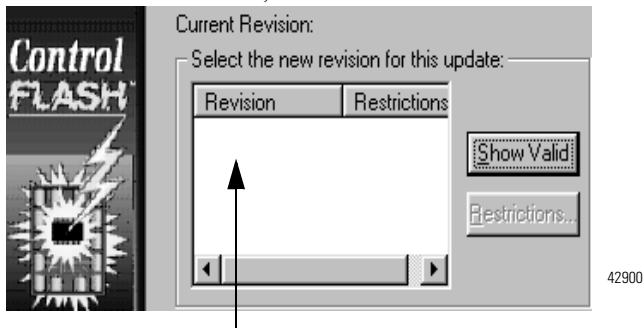 Current Revision:
Control
FLASH
Select the new revision for this update:
Revision
Restrictions
Show Valid
Restrictions...
42900